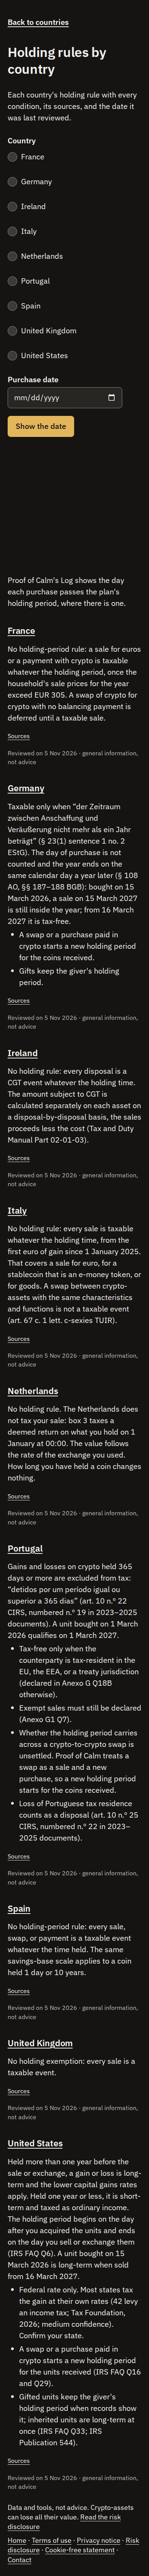 Back to countries
Holding rules by
country
Each country's holding rule with every
condition, its sources, and the date it
was last reviewed.
Country
France
Germany
Ireland
Italy
Netherlands
Portugal
Spain
United Kingdom
United States
Purchase date
mm/dd/yyyy
Show the date
Proof of Calm's Log shows the day
each purchase passes the plan's
holding period, where there is one.
France
No holding-period rule: a sale for euros
or a payment with crypto is taxable
whatever the holding period, once the
household's sale prices for the year
exceed EUR 305. A swap of crypto for
crypto with no balancing payment is
deferred until a taxable sale.
Sources
Reviewed on 5 Nov 2026 · general information,
not advice
Germany
Taxable only when “der Zeitraum
zwischen Anschaffung und
Veräußerung nicht mehr als ein Jahr
beträgt” (§ 23(1) sentence 1 no. 2
EStG). The day of purchase is not
counted and the year ends on the
same calendar day a year later (§ 108
AO, §§ 187–188 BGB): bought on 15
March 2026, a sale on 15 March 2027
is still inside the year; from 16 March
2027 it is tax-free.
• A swap or a purchase paid in
crypto starts a new holding period
for the coins received.
• Gifts keep the giver's holding
period.
Sources
Reviewed on 5 Nov 2026 · general information,
not advice
Ireland
No holding rule: every disposal is a
CGT event whatever the holding time.
The amount subject to CGT is
calculated separately on each asset on
a disposal-by-disposal basis, the sales
proceeds less the cost (Tax and Duty
Manual Part 02-01-03).
Sources
Reviewed on 5 Nov 2026 · general information,
not advice
Italy
No holding rule: every sale is taxable
whatever the holding time, from the
first euro of gain since 1 January 2025.
That covers a sale for euro, for a
stablecoin that is an e-money token, or
for goods. A swap between crypto-
assets with the same characteristics
and functions is not a taxable event
(art. 67 c. 1 lett. c-sexies TUIR).
Sources
Reviewed on 5 Nov 2026 · general information,
not advice
Netherlands
No holding rule. The Netherlands does
not tax your sale: box 3 taxes a
deemed return on what you hold on 1
January at 00:00. The value follows
the rate of the exchange you used.
How long you have held a coin changes
nothing.
Sources
Reviewed on 5 Nov 2026 · general information,
not advice
Portugal
Gains and losses on crypto held 365
days or more are excluded from tax:
“detidos por um período igual ou
superior a 365 dias” (art. 10 n.º 22
CIRS, numbered n.º 19 in 2023–2025
documents). A unit bought on 1 March
2026 qualifies on 1 March 2027.
• Tax-free only when the
counterparty is tax-resident in the
EU, the EEA, or a treaty jurisdiction
(declared in Anexo G Q18B
otherwise).
• Exempt sales must still be declared
(Anexo G1 Q7).
• Whether the holding period carries
across a crypto-to-crypto swap is
unsettled. Proof of Calm treats a
swap as a sale and a new
purchase, so a new holding period
starts for the coins received.
• Loss of Portuguese tax residence
counts as a disposal (art. 10 n.º 25
CIRS, numbered n.º 22 in 2023–
2025 documents).
Sources
Reviewed on 5 Nov 2026 · general information,
not advice
Spain
No holding-period rule: every sale,
swap, or payment is a taxable event
whatever the time held. The same
savings-base scale applies to a coin
held 1 day or 10 years.
Sources
Reviewed on 5 Nov 2026 · general information,
not advice
United Kingdom
No holding exemption: every sale is a
taxable event.
Sources
Reviewed on 5 Nov 2026 · general information,
not advice
United States
Held more than one year before the
sale or exchange, a gain or loss is long-
term and the lower capital gains rates
apply. Held one year or less, it is short-
term and taxed as ordinary income.
The holding period begins on the day
after you acquired the units and ends
on the day you sell or exchange them
(IRS FAQ Q6). A unit bought on 15
March 2026 is long-term when sold
from 16 March 2027.
• Federal rate only. Most states tax
the gain at their own rates (42 levy
an income tax; Tax Foundation,
2026; medium confidence).
Confirm your state.
• A swap or a purchase paid in
crypto starts a new holding period
for the units received (IRS FAQ Q16
and Q29).
• Gifted units keep the giver's
holding period when records show
it; inherited units are long-term at
once (IRS FAQ Q33; IRS
Publication 544).
Sources
Reviewed on 5 Nov 2026 · general information,
not advice
Data and tools, not advice. Crypto-assets
can lose all their value. Read the risk
disclosure
Home · Terms of use · Privacy notice · Risk
disclosure · Cookie-free statement ·
Contact